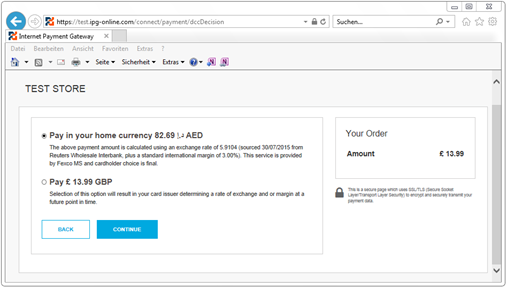 https://test.ipg-online.com/connect/payment/dccDecision
Suchen...
Internet Payment Gateway
Datei Bearbeiten Ansicht Favoriten Extras ?
Seite Sicherheit Extras
TEST STORE
Pay in your home currency 82.69 د.إ AED
The above payment amount is calculated using an exchange rate of 5.9104 (sourced 30/07/2015 from
Reuters Wholesale Interbank, plus a standard international margin of 3.00%). This service is provided
by Fexco MS and cardholder choice is final.
Pay £ 13.99 GBP
Selection of this option will result in your card issuer determining a rate of exchange and or margin at a
future point in time.
BACK CONTINUE
Your Order
Amount £ 13.99
This is a secure page which uses SSL/TLS (Secure Socket
Layer/Transport Layer Security) to encrypt and securely transmit your
payment data.